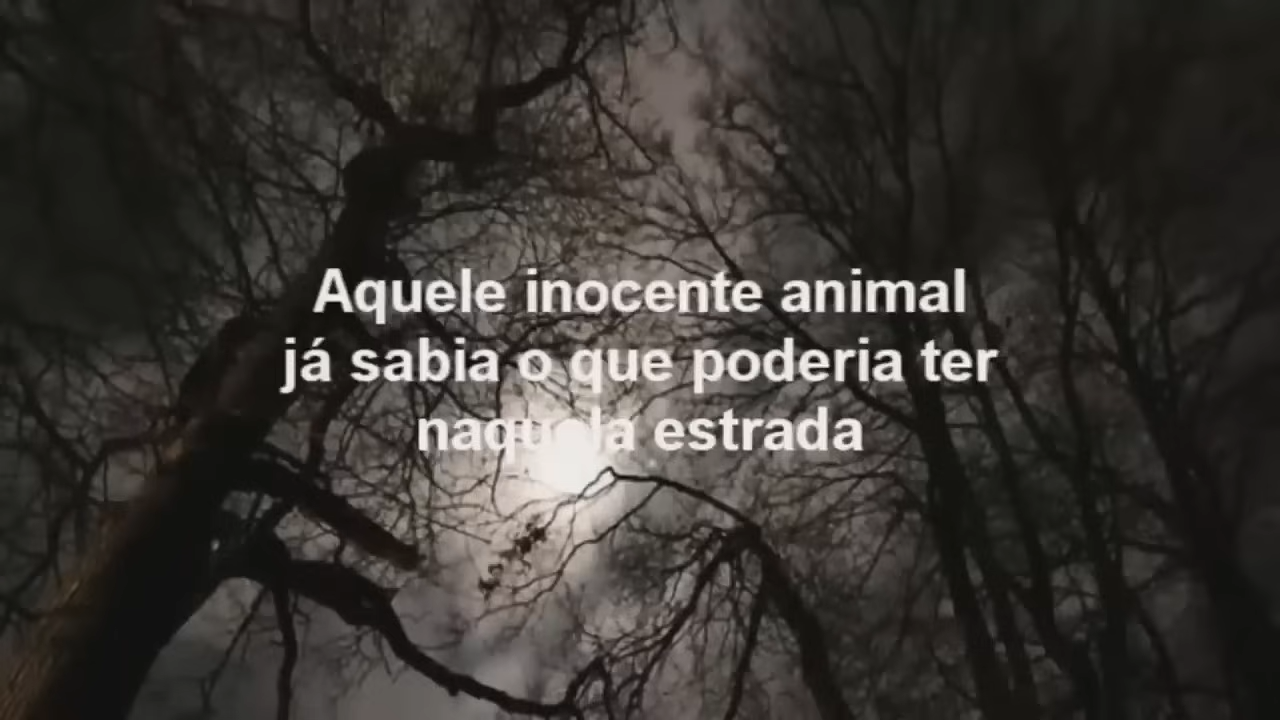 Aquele inocente animal
já sabia o que poderia ter
naquela estrada